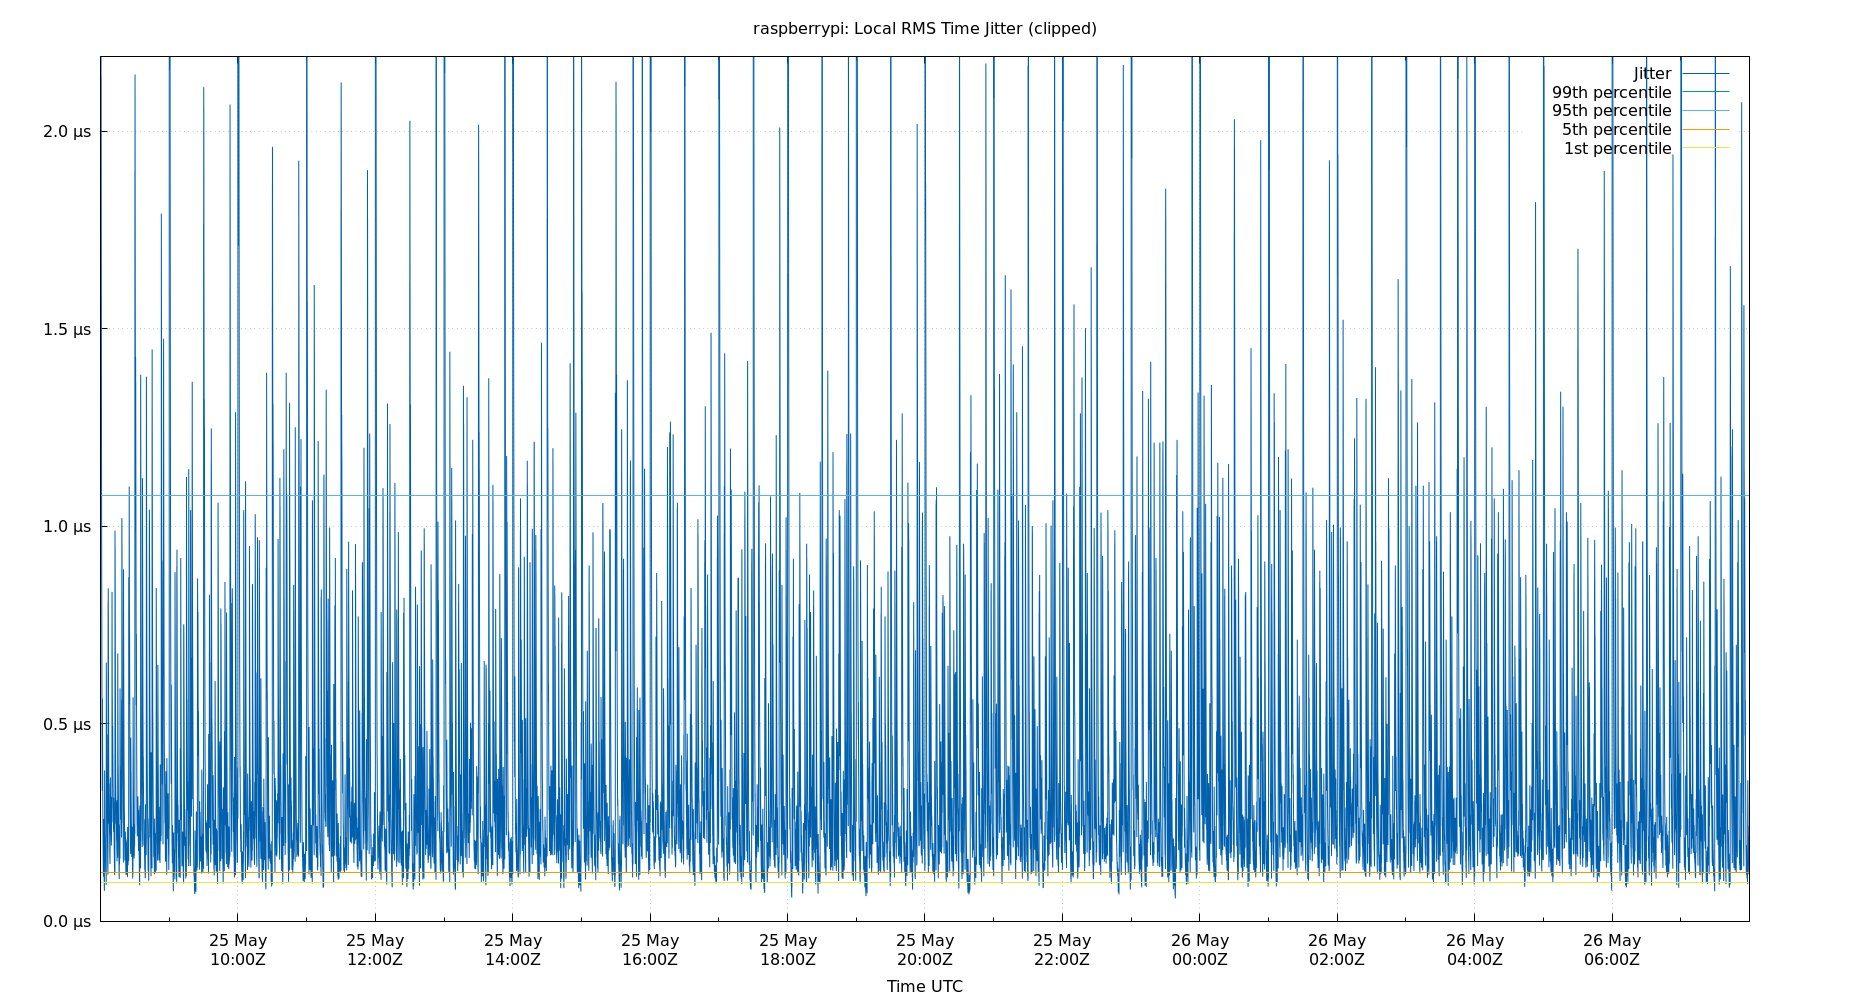 raspberrypi: Local RMS Time Jitter (clipped)
Jitter
99th percentile
95th percentile
5th percentile
1st percentile
2.0 µs
1.5 µs
1.0 µs
0.5 µs
0.0 µs
25 May 25 May 25 May 25 May 25 May 25 May 25 May 26 May 26 May 26 May 26 May
10:00Z 12:00Z 14:00Z 16:00Z 18:00Z 20:00Z 22:00Z 00:00Z 02:00Z 04:00Z 06:00Z
Time UTC